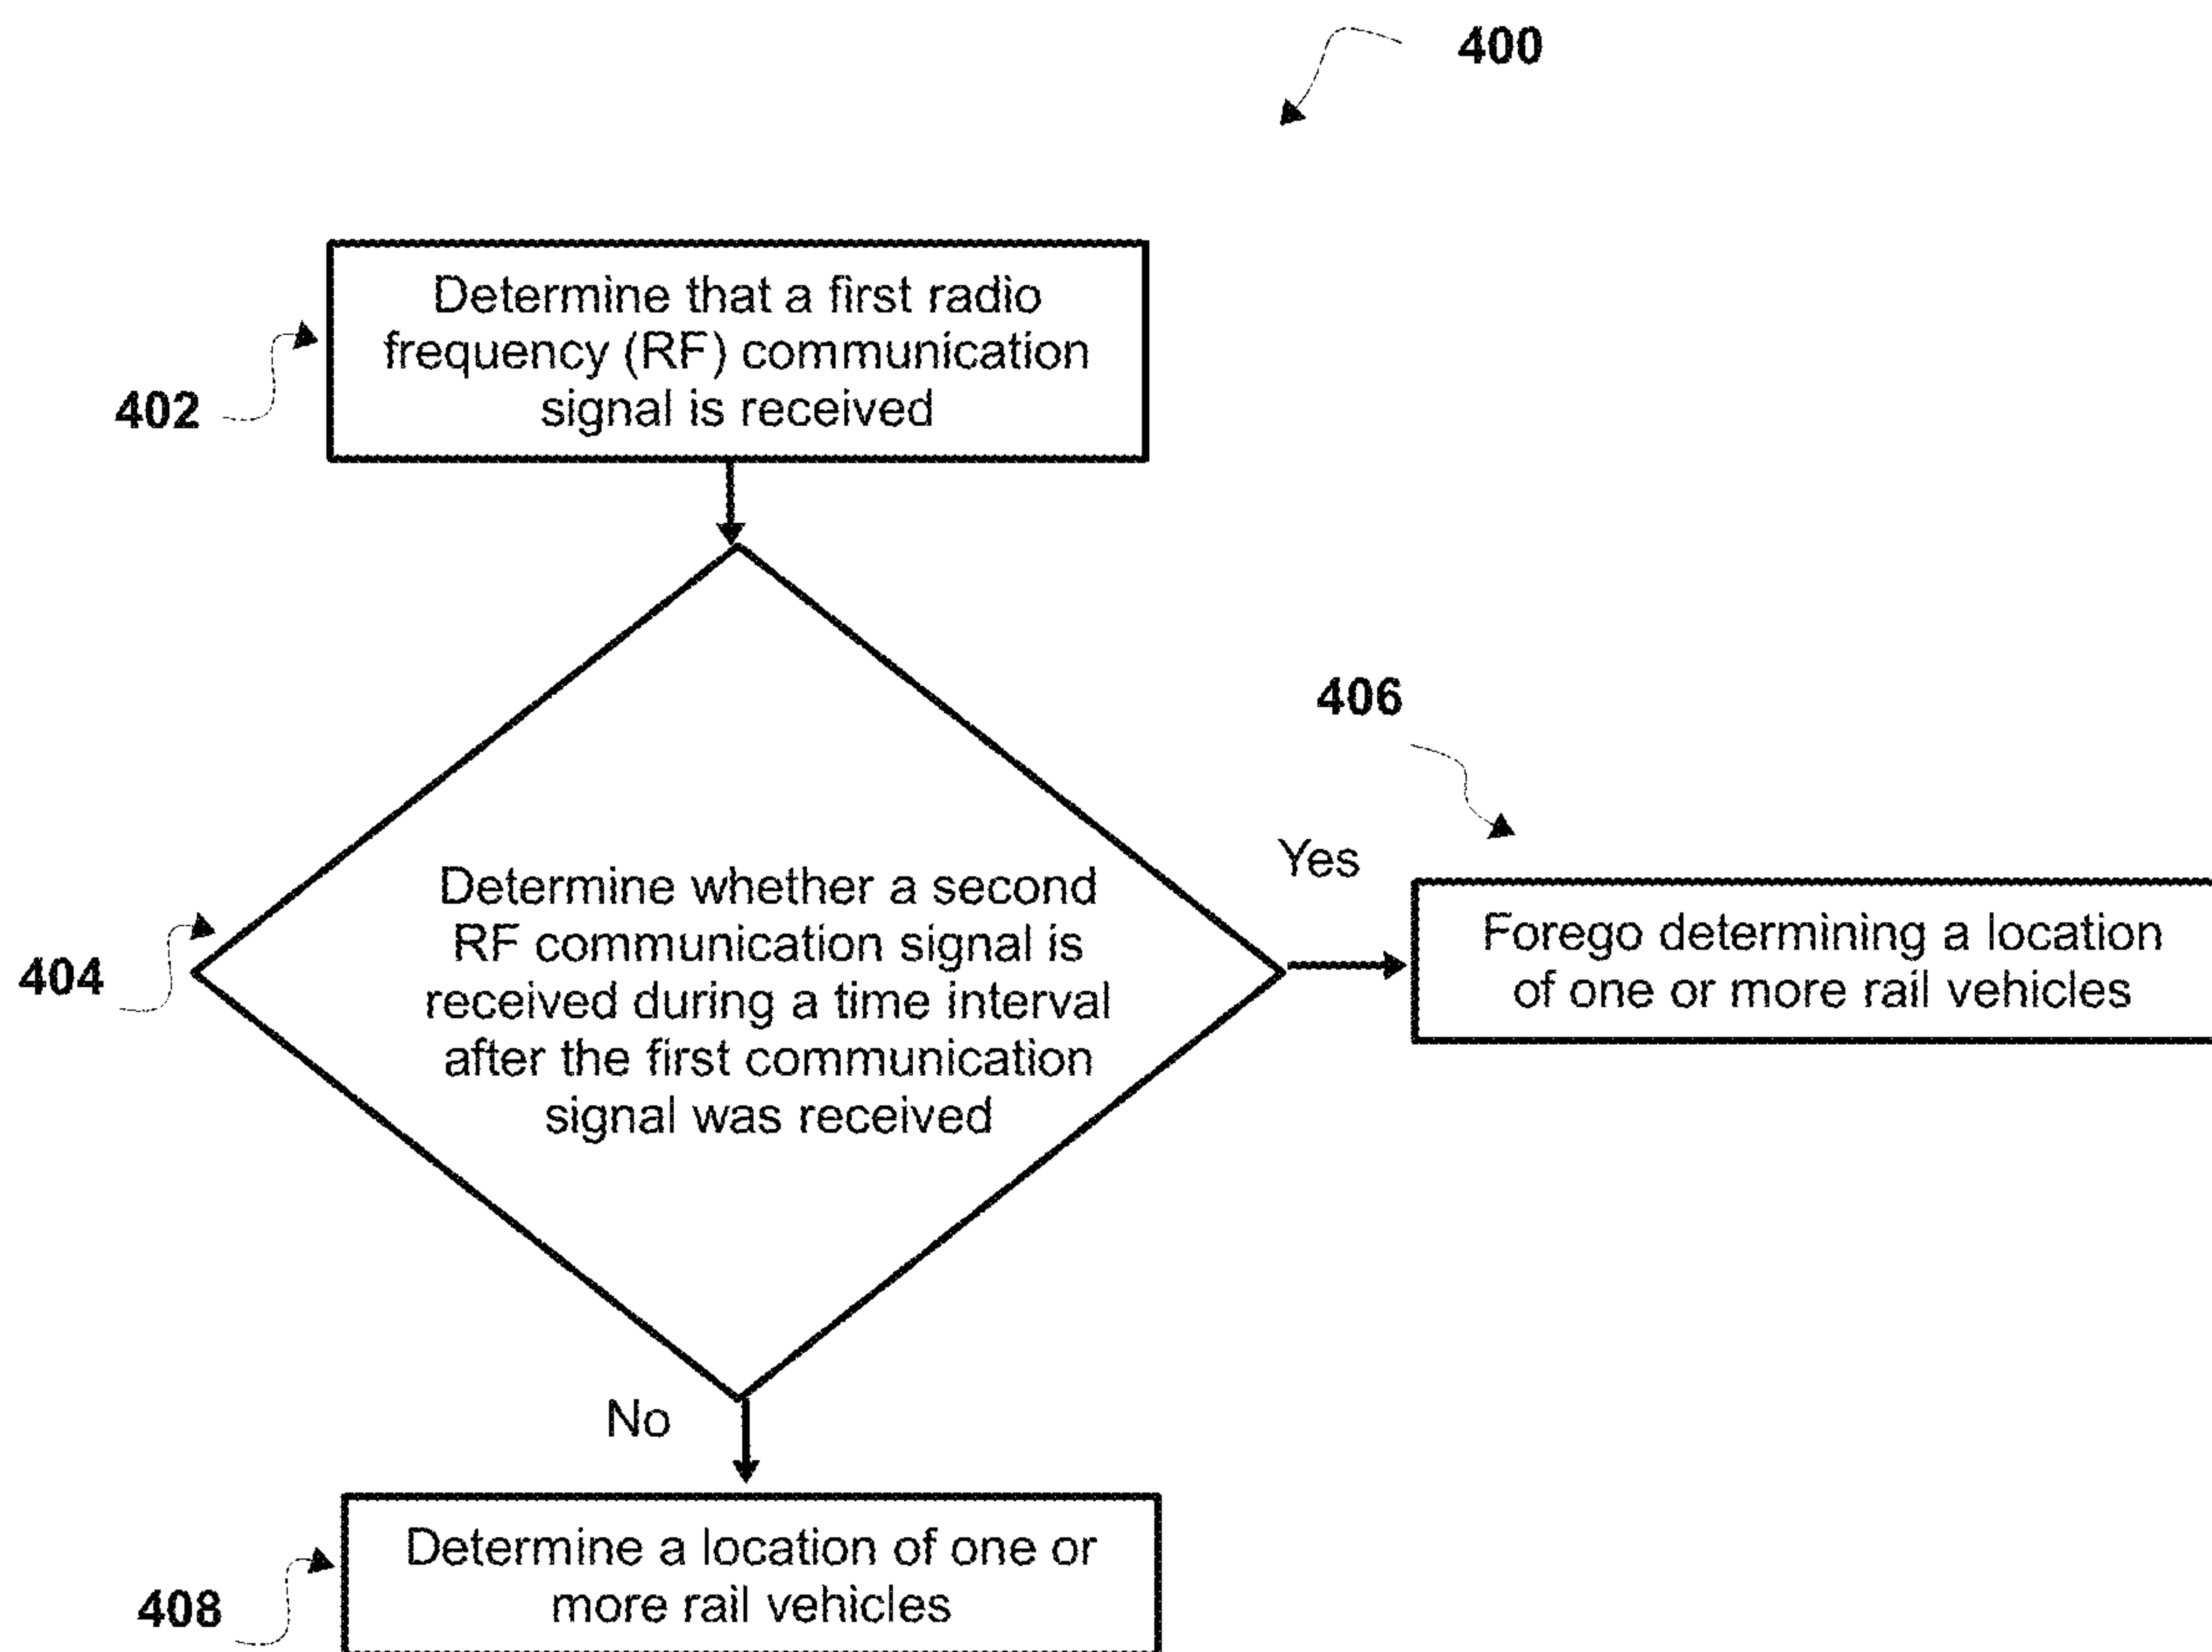 400
Determine that a first radio
frequency (RF) communication
signal is received
402
406
Yes
Determine whether a second
RF communication signal is
received during a time interval
after the first communication
signal was received
404
Forego determining a location
of one or more rail vehicles
No
Determine a location of one or
more rail vehicles
408